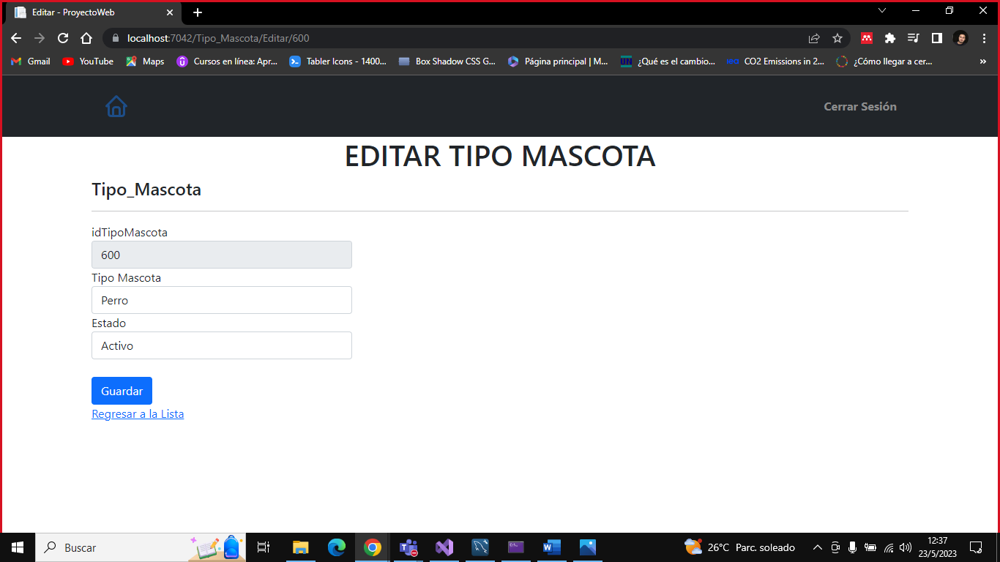 Editar - ProyectoWeb
localhost:7042/Tipo_Mascota/Editar/600
Gmail YouTube Maps Cursos en línea: Apr... Tabler Icons - 1400... Box Shadow CSS G... Página principal | M... UN ¿Qué es el cambio... CO2 Emissions in 2... ¿Cómo llegar a cer... »
Cerrar Sesión
EDITAR TIPO MASCOTA
Tipo_Mascota
idTipoMascota
600
Tipo Mascota
Perro
Estado
Activo
Guardar
Regresar a la Lista
Buscar 26°C Parc. soleado 12:37
23/5/2023